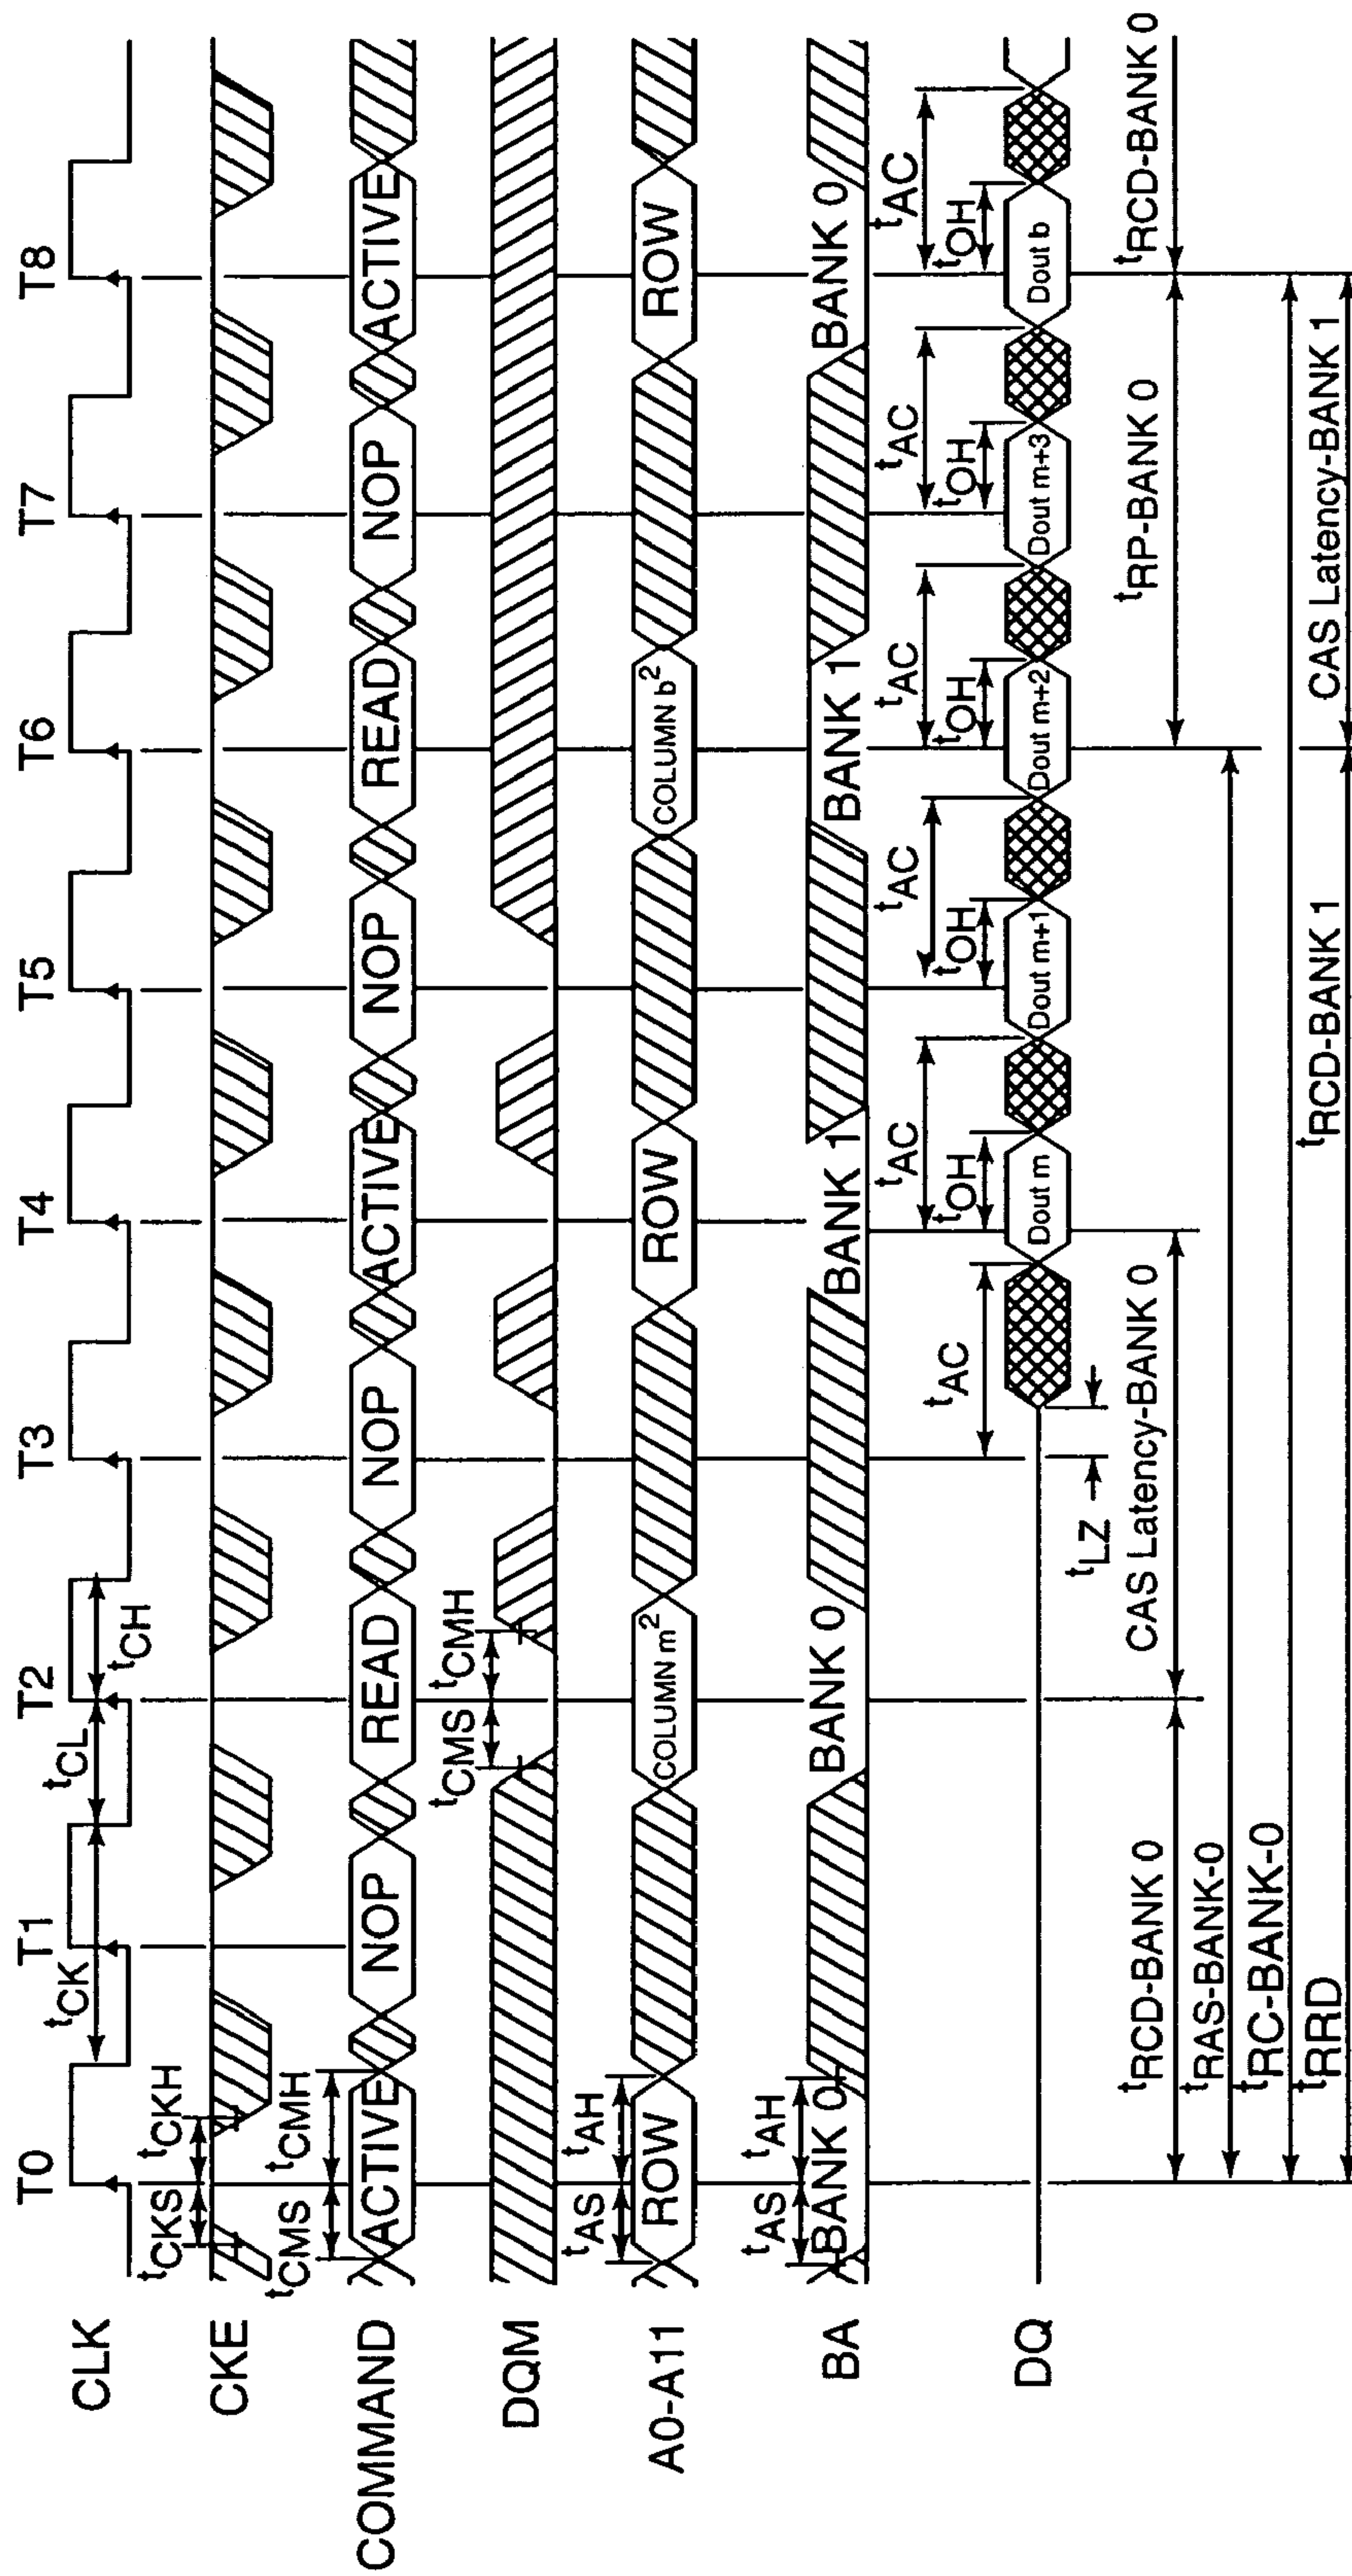 T0 T1 T2 T3 T4 T5 T6 T7 T8
CLK
tCK tCL tCH
tCKS tCKH
CKE
tCMS tCMH
COMMAND ACTIVE NOP READ NOP ACTIVE NOP READ NOP ACTIVE
tCMS tCMH
DQM
tAS tAH
A0-A11 ROW COLUMN m² ROW COLUMN b² ROW
tAS tAH
BA BANK 0 BANK 0 BANK 1 BANK 1 BANK 0
tAC tAC tAC tAC tAC tAC
tOH tOH tOH tOH tOH
DQ Dout m Dout m+1 Dout m+2 Dout m+3 Dout b
tLZ
tRCD-BANK 0 CAS Latency-BANK 0 tRP-BANK 0 tRCD-BANK 0
tRAS-BANK-0
tRC-BANK-0
tRRD tRCD-BANK 1 CAS Latency-BANK 1